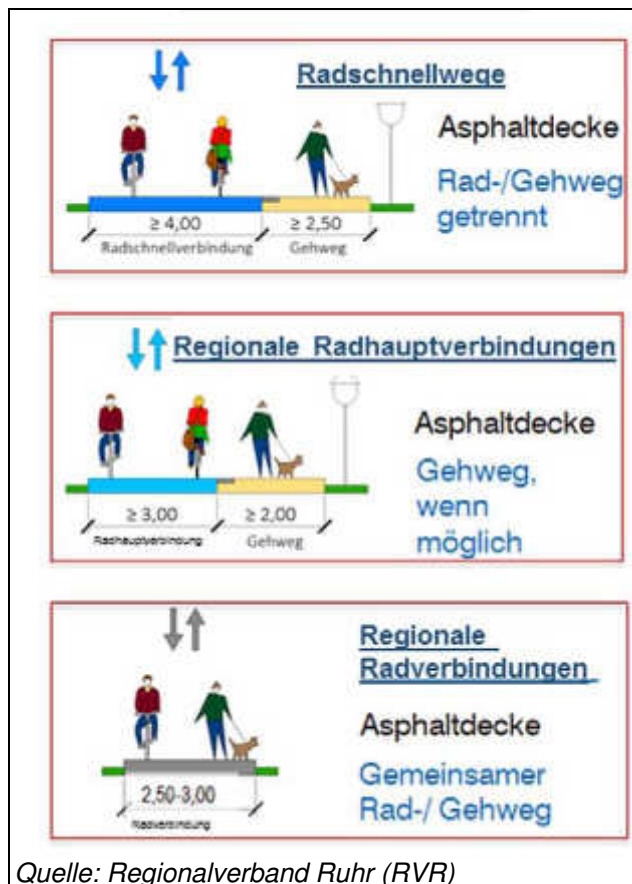 Radschnellwege
Asphaltdecke
Rad-/Gehweg
getrennt
≥ 4,00
≥ 2,50
Radschnellverbindung
Gehweg
Regionale Radhauptverbindungen
Asphaltdecke
Gehweg,
wenn
möglich
≥ 3,00
≥ 2,00
Radhauptverbindung
Gehweg
Regionale
Radverbindungen
Asphaltdecke
Gemeinsamer
Rad-/ Gehweg
2,50-3,00
Radverbindung
Quelle: Regionalverband Ruhr (RVR)